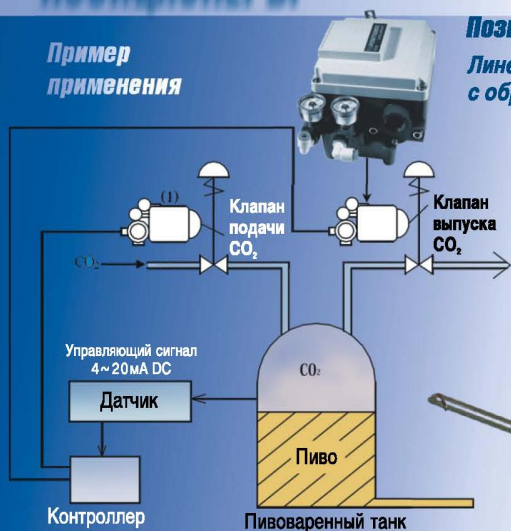 Пример
применения
(1)
Клапан
подачи
CO₂
Клапан
выпуска
CO₂
CO₂
Управляющий сигнал
4~20мА DC
Датчик
CO₂
Пиво
Контроллер
Пивоваренный танк